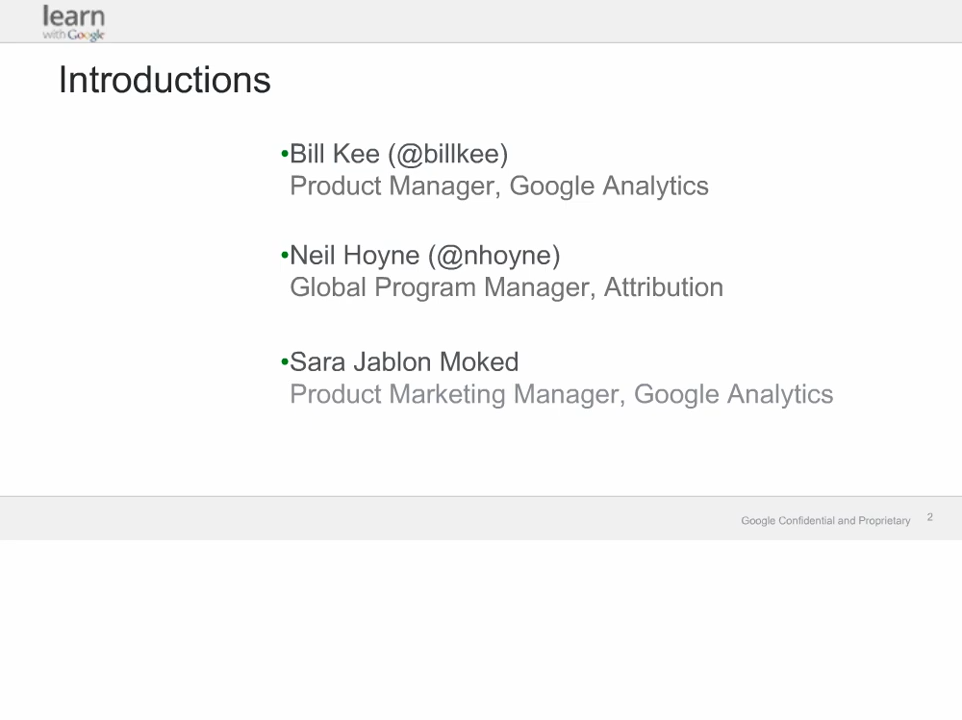 learn
with Google
Introductions
•Bill Kee (@billkee)
Product Manager, Google Analytics
•Neil Hoyne (@nhoyne)
Global Program Manager, Attribution
•Sara Jablon Moked
Product Marketing Manager, Google Analytics
Google Confidential and Proprietary 2